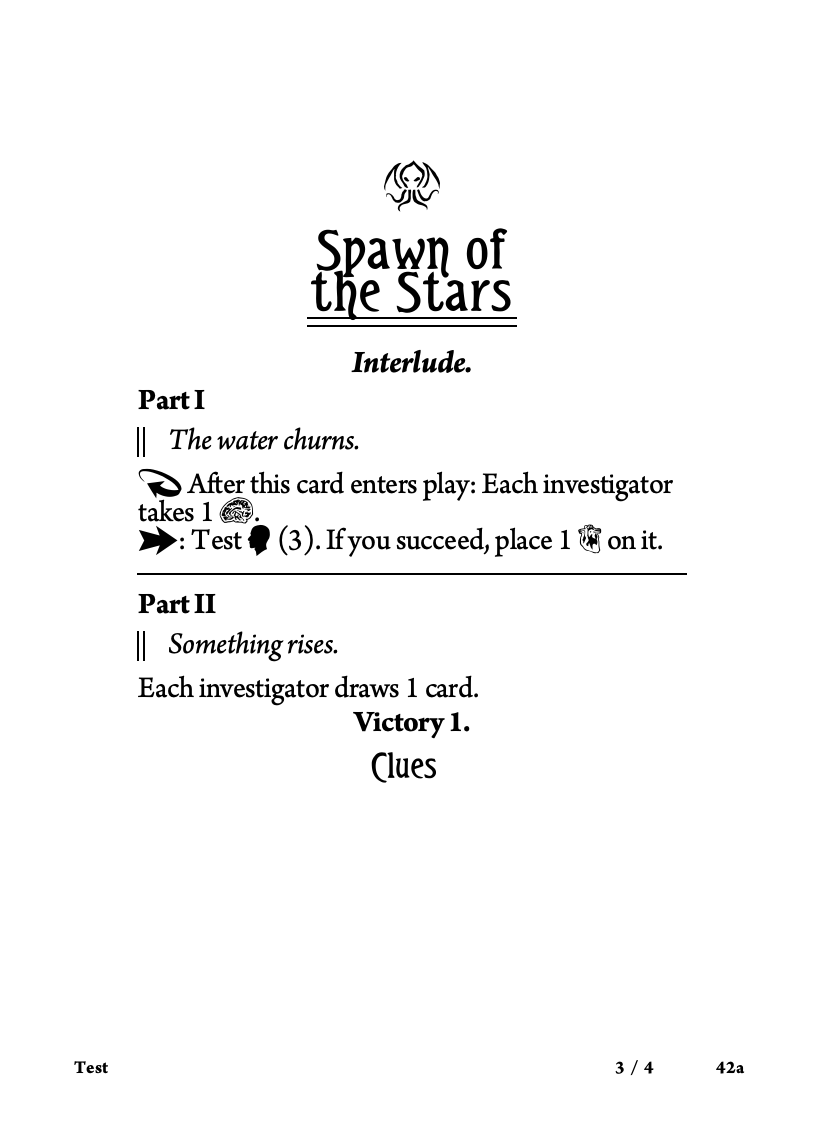 Spawn of
the Stars
Interlude.
Part I
The water churns.
After this card enters play: Each investigator
takes 1 .
: Test (3). If you succeed, place 1 on it.
Part II
Something rises.
Each investigator draws 1 card.
Victory 1.
Clues
Test 3 / 4 42a